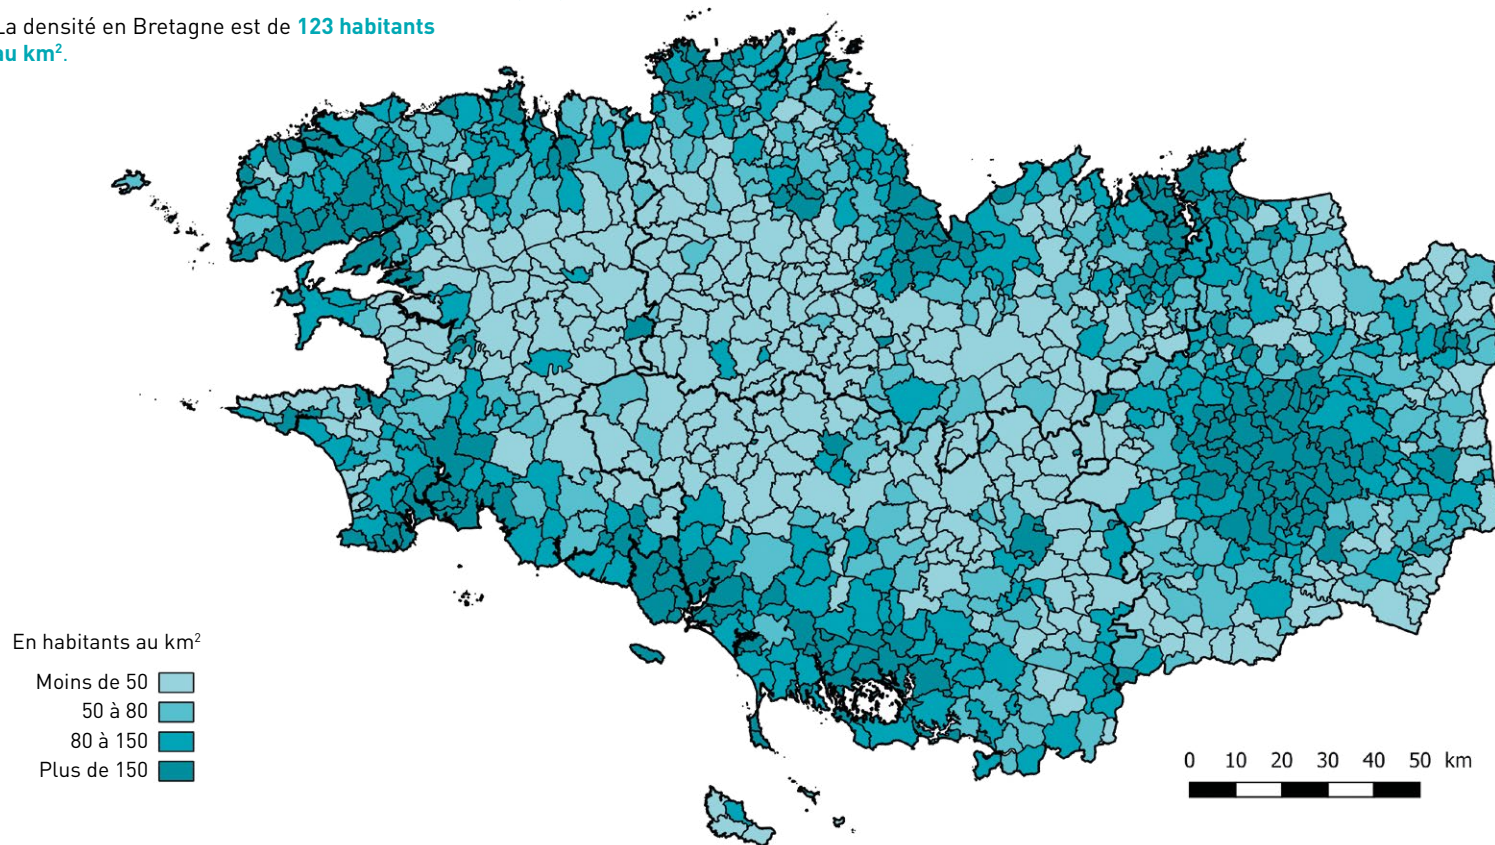 La densité en Bretagne est de 123 habitants
au km².
En habitants au km²
Moins de 50
50 à 80
80 à 150
Plus de 150
0 10 20 30 40 50 km